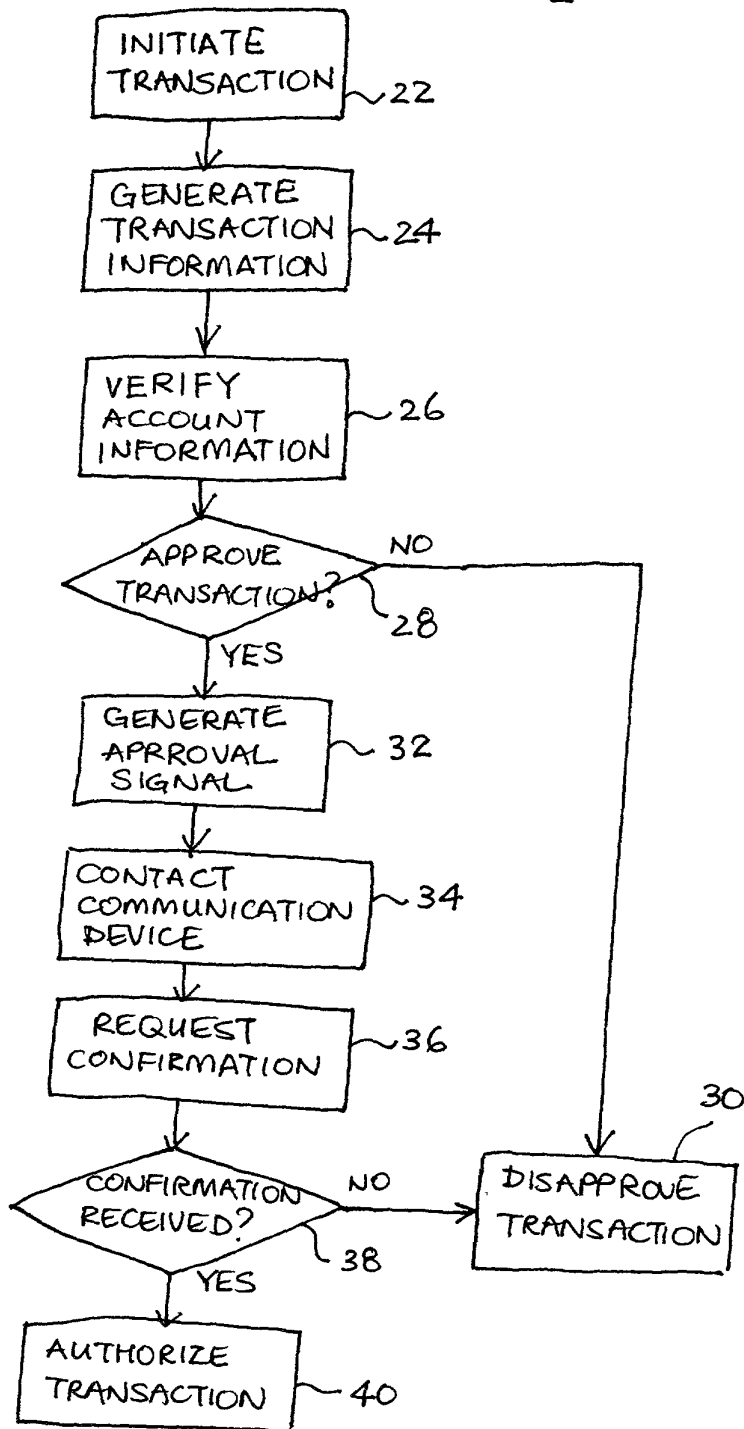 INITIATE
TRANSACTION
22
GENERATE
TRANSACTION
INFORMATION
24
VERIFY
ACCOUNT
INFORMATION
26
APPROVE
TRANSACTION?
28
NO
YES
GENERATE
APRROVAL
SIGNAL
32
CONTACT
COMMUNICATION
DEVICE
34
REQUEST
CONFIRMATION
36
CONFIRMATION
RECEIVED?
38
NO
30
DISAPPROVE
TRANSACTION
YES
AUTHORIZE
TRANSACTION
40